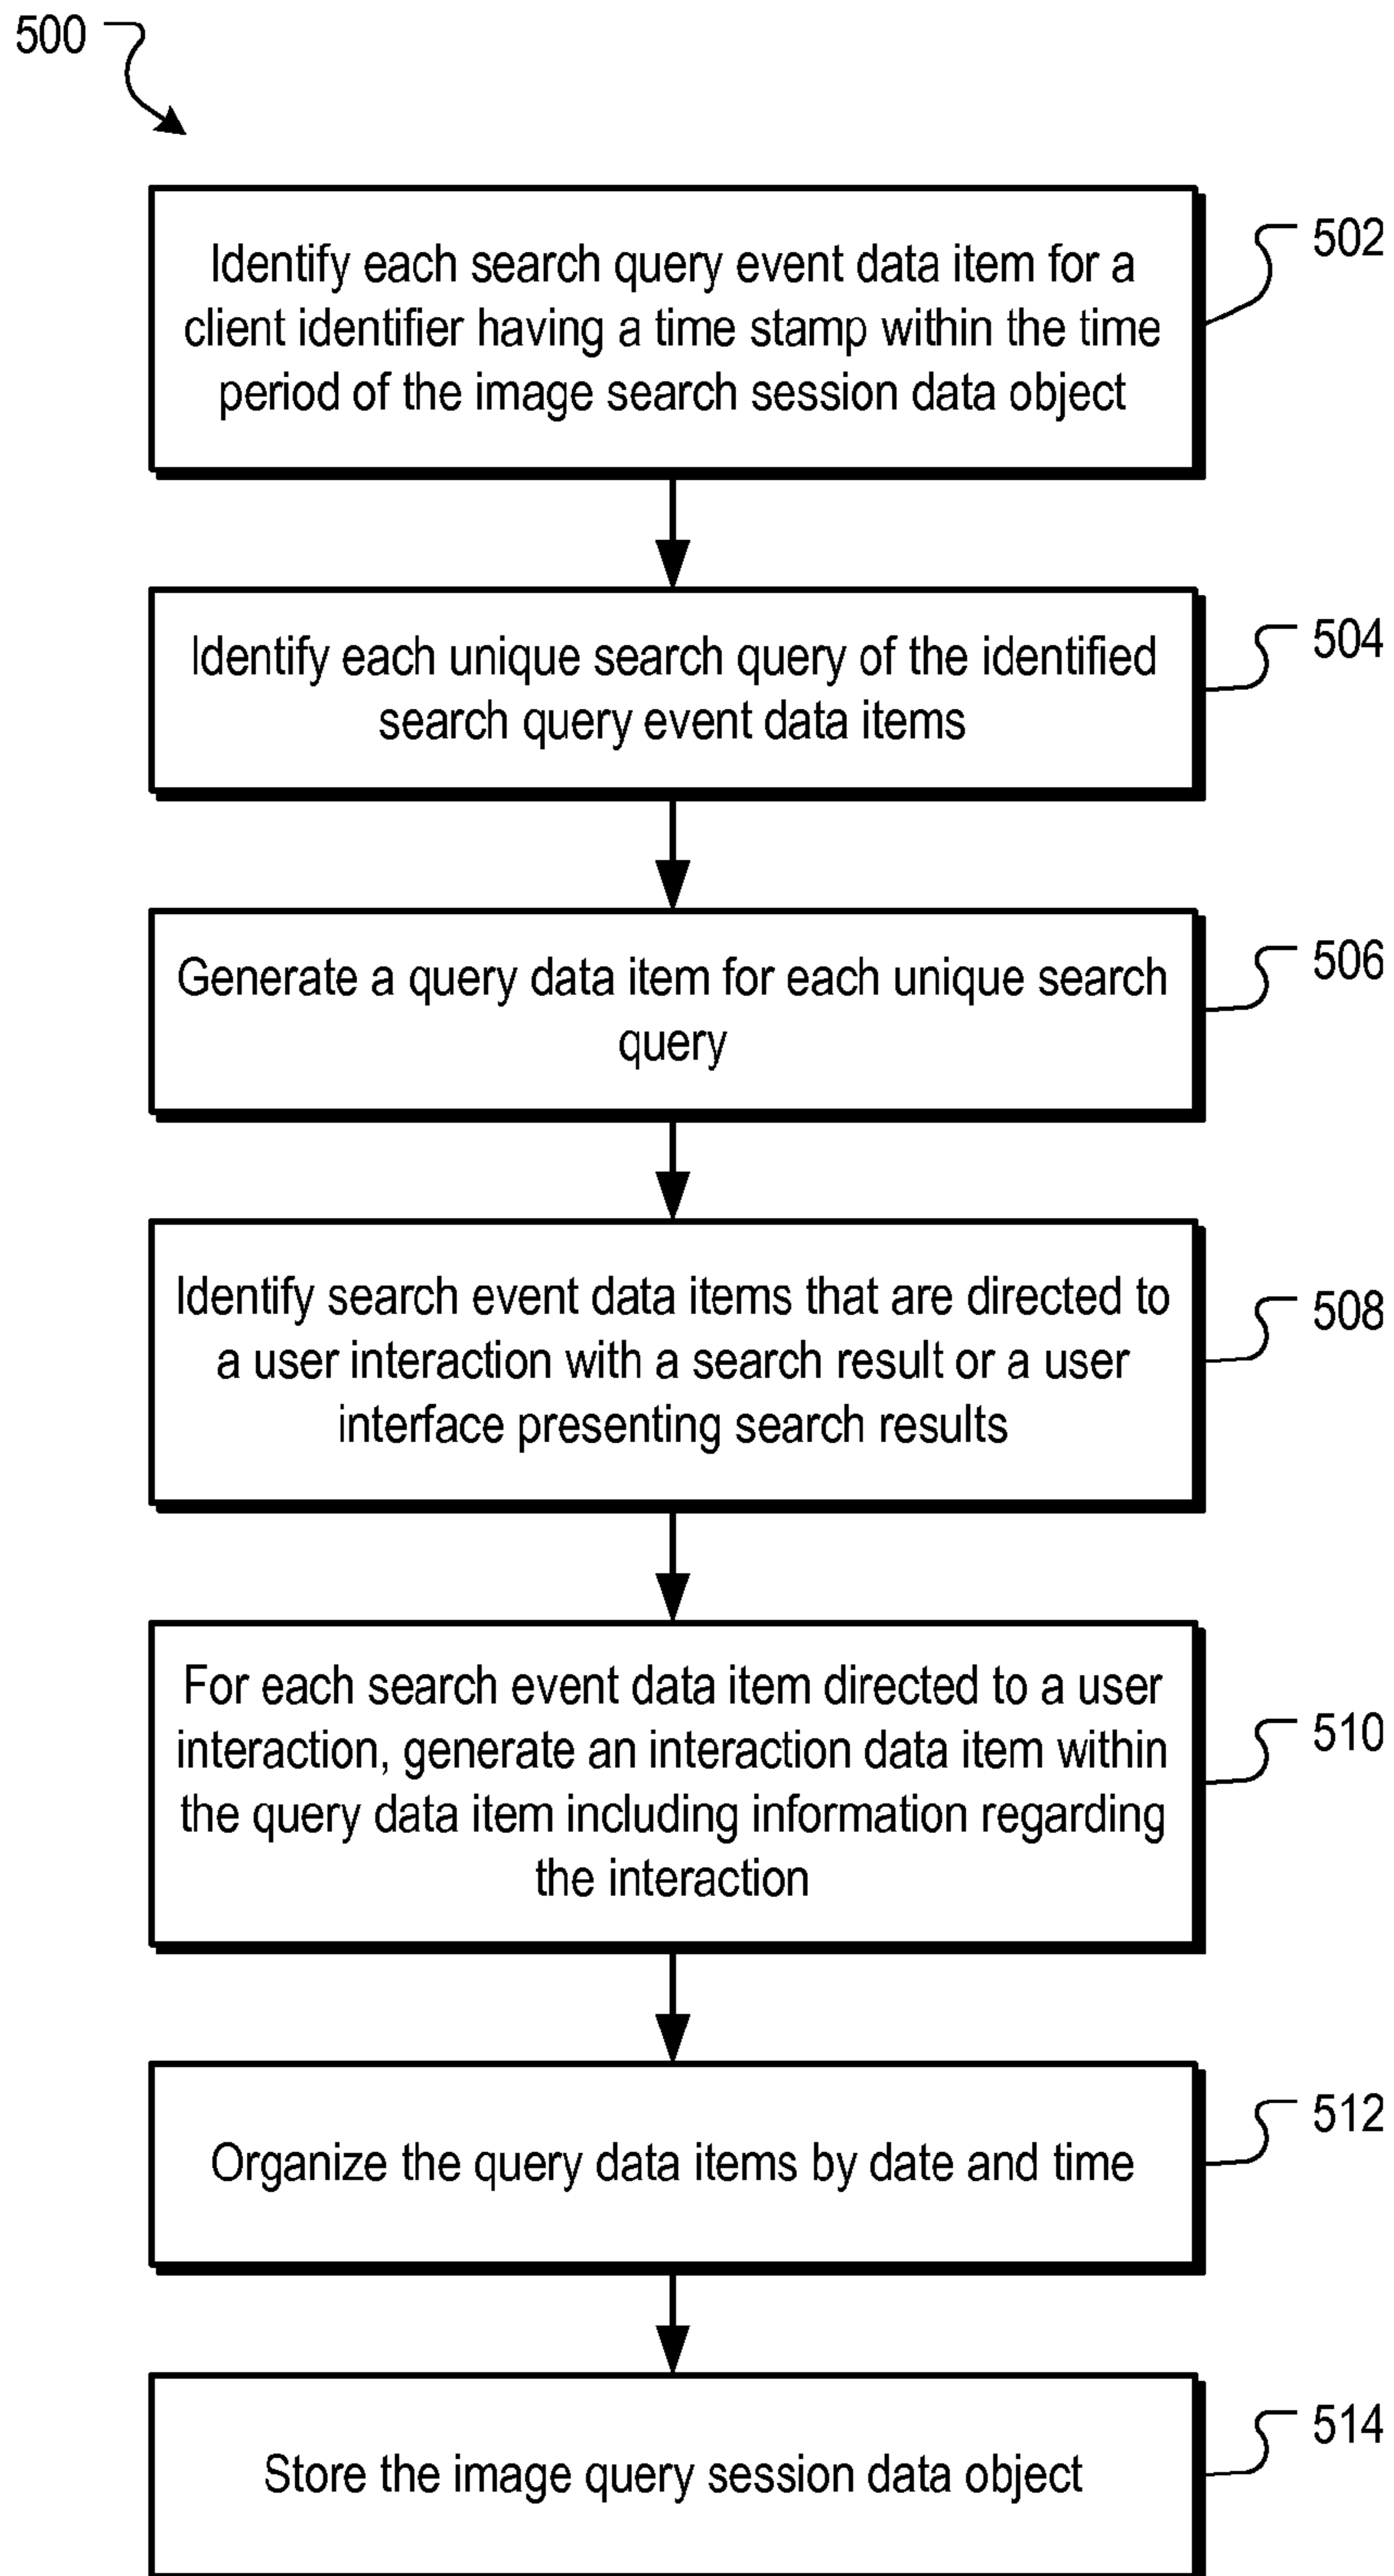 500
Identify each search query event data item for a
client identifier having a time stamp within the time
period of the image search session data object
502
Identify each unique search query of the identified
search query event data items
504
Generate a query data item for each unique search
query
506
Identify search event data items that are directed to
a user interaction with a search result or a user
interface presenting search results
508
For each search event data item directed to a user
interaction, generate an interaction data item within
the query data item including information regarding
the interaction
510
Organize the query data items by date and time
512
Store the image query session data object
514